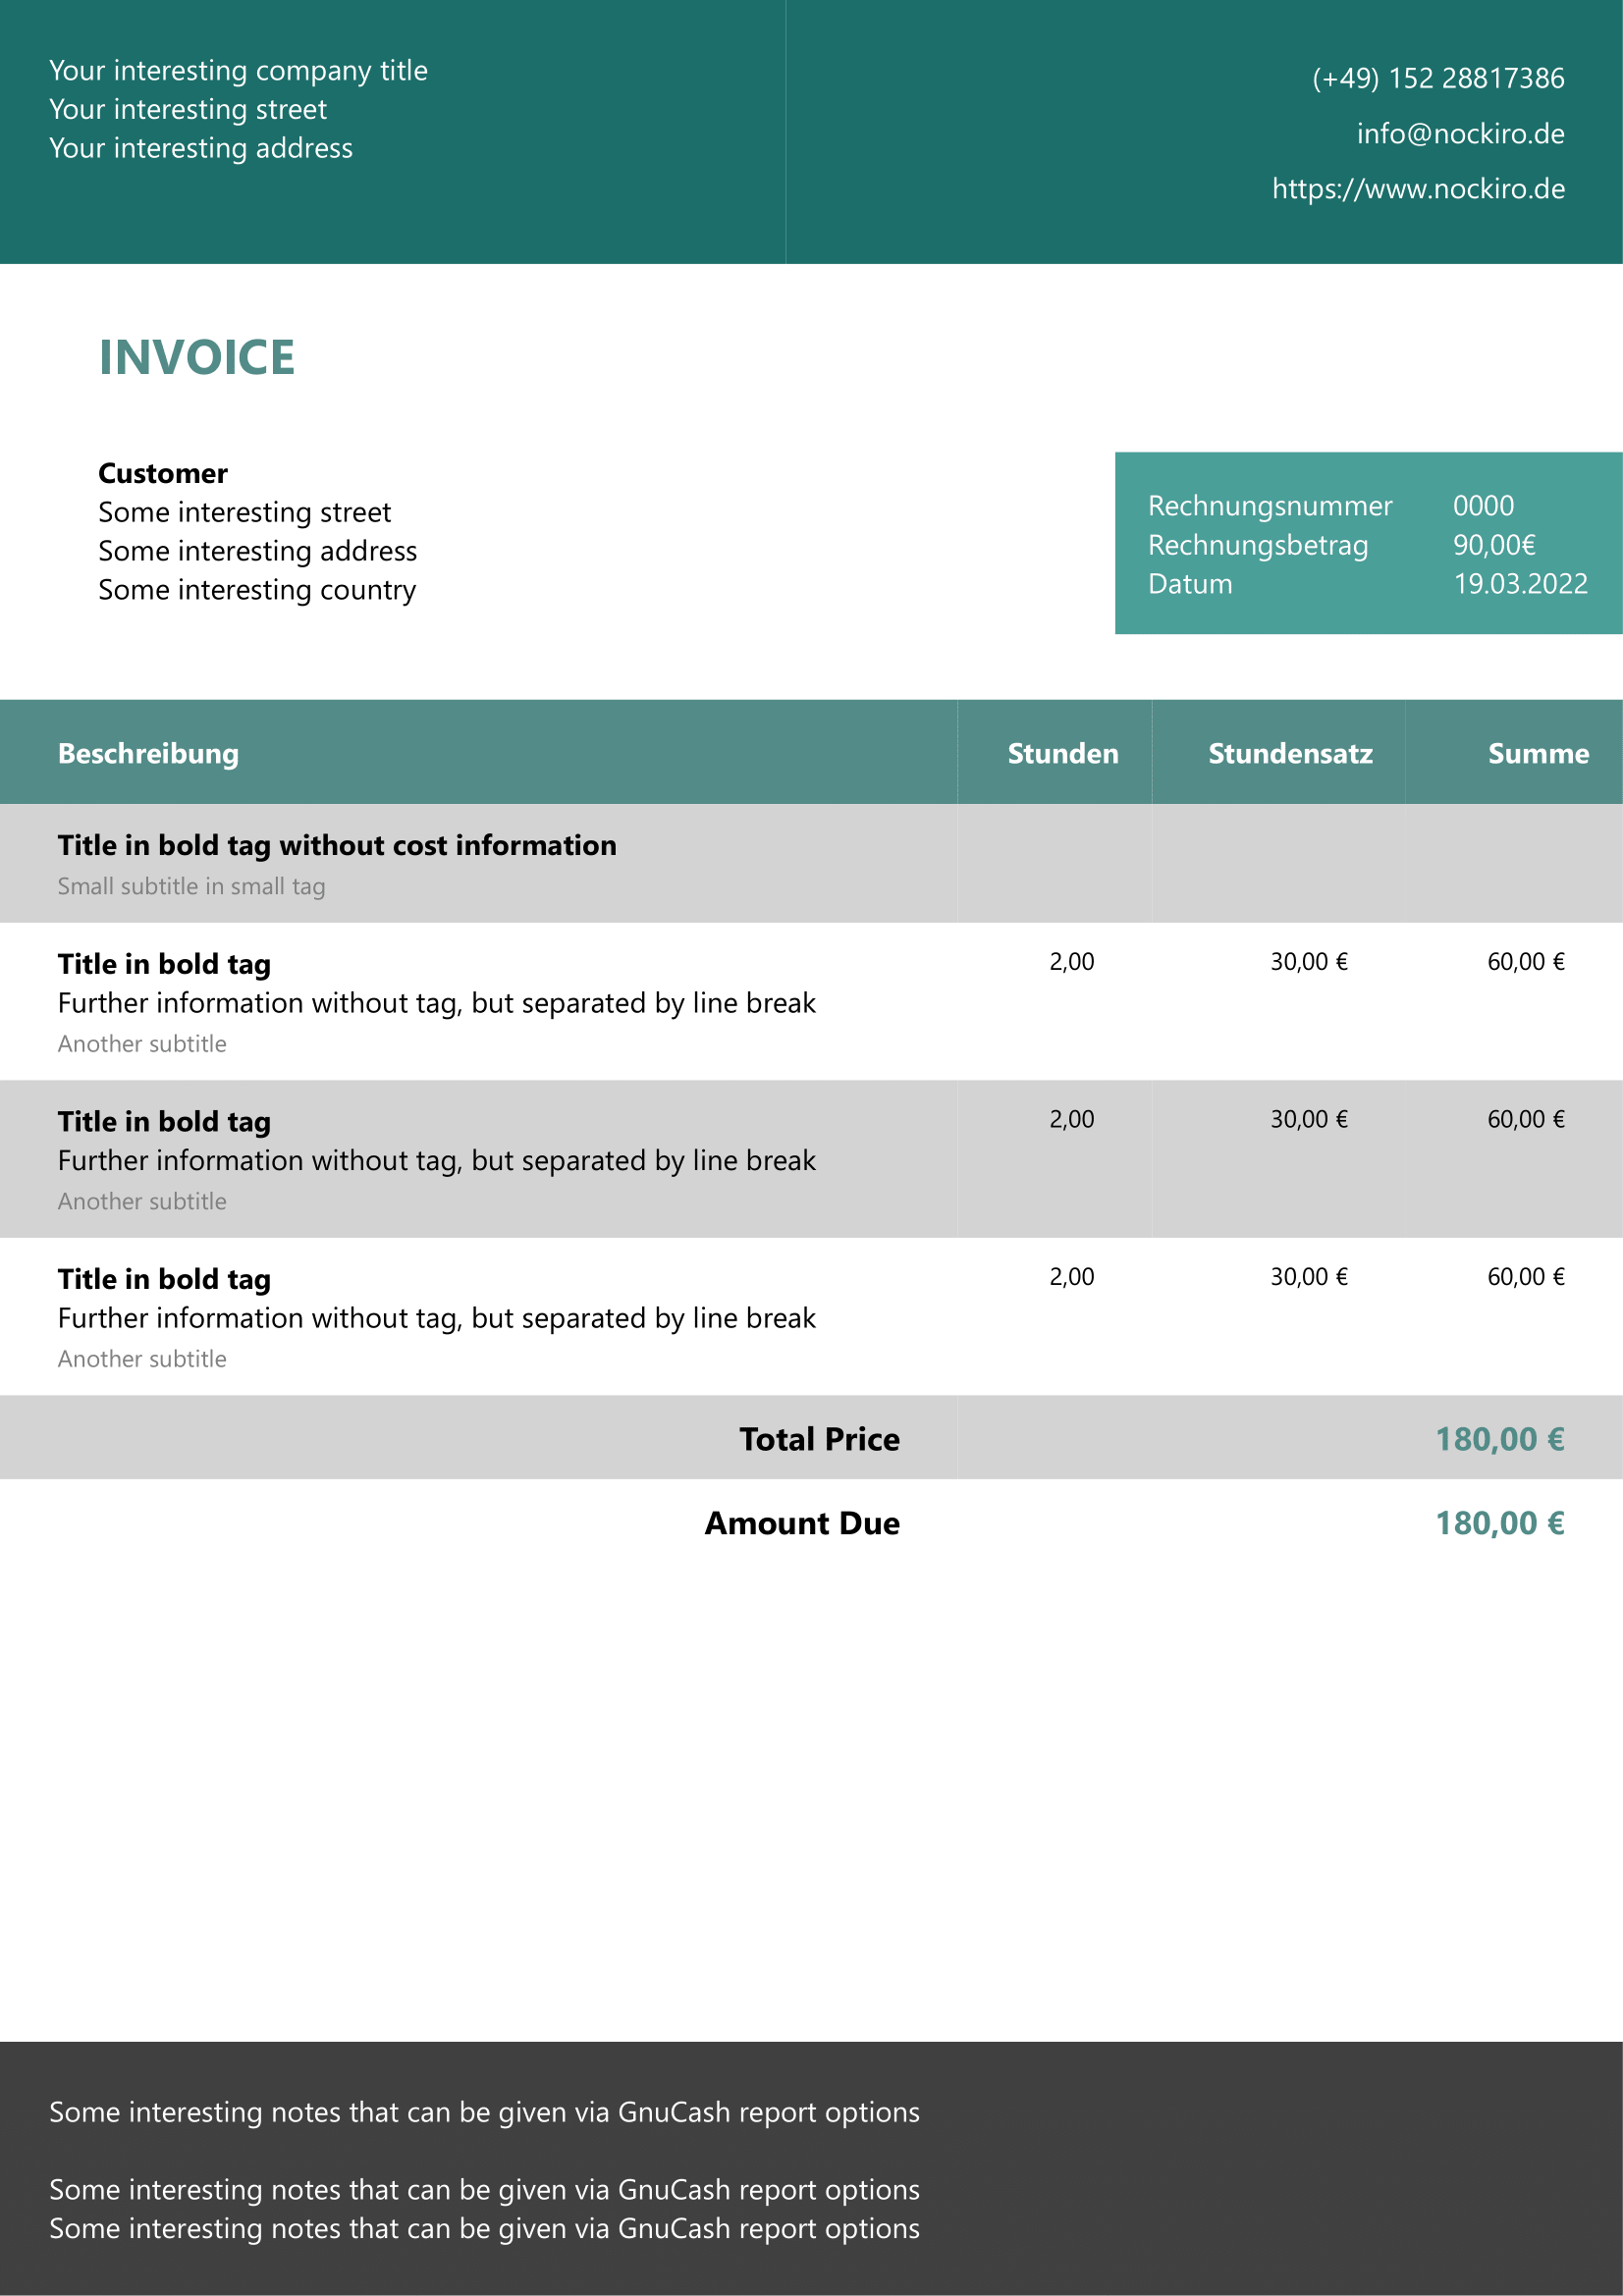 Your interesting company title
Your interesting street
Your interesting address
(+49) 152 28817386
info@nockiro.de
https://www.nockiro.de
INVOICE
Customer
Some interesting street
Some interesting address
Some interesting country
Rechnungsnummer 0000
Rechnungsbetrag 90,00€
Datum 19.03.2022
Beschreibung Stunden Stundensatz Summe
Title in bold tag without cost information
Small subtitle in small tag
Title in bold tag 2,00 30,00 € 60,00 €
Further information without tag, but separated by line break
Another subtitle
Title in bold tag 2,00 30,00 € 60,00 €
Further information without tag, but separated by line break
Another subtitle
Title in bold tag 2,00 30,00 € 60,00 €
Further information without tag, but separated by line break
Another subtitle
Total Price 180,00 €
Amount Due 180,00 €
Some interesting notes that can be given via GnuCash report options
Some interesting notes that can be given via GnuCash report options
Some interesting notes that can be given via GnuCash report options